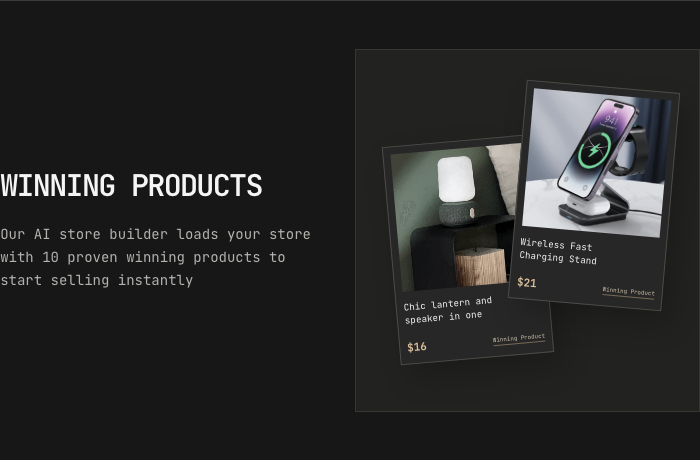 WINNING PRODUCTS
Our AI store builder loads your store
with 10 proven winning products to
start selling instantly
Wireless Fast
Charging Stand
$21
Winning Product
Chic lantern and
speaker in one
$16
Winning Product